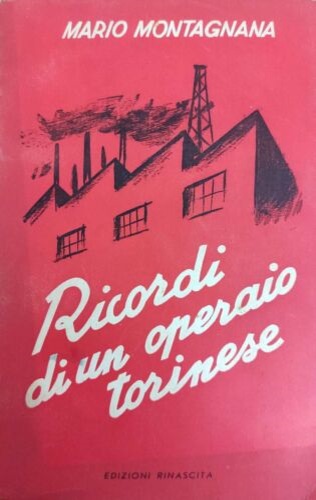 MARIO MONTAGNANA
Ricordi
di un operaio
torinese
EDIZIONI RINASCITA